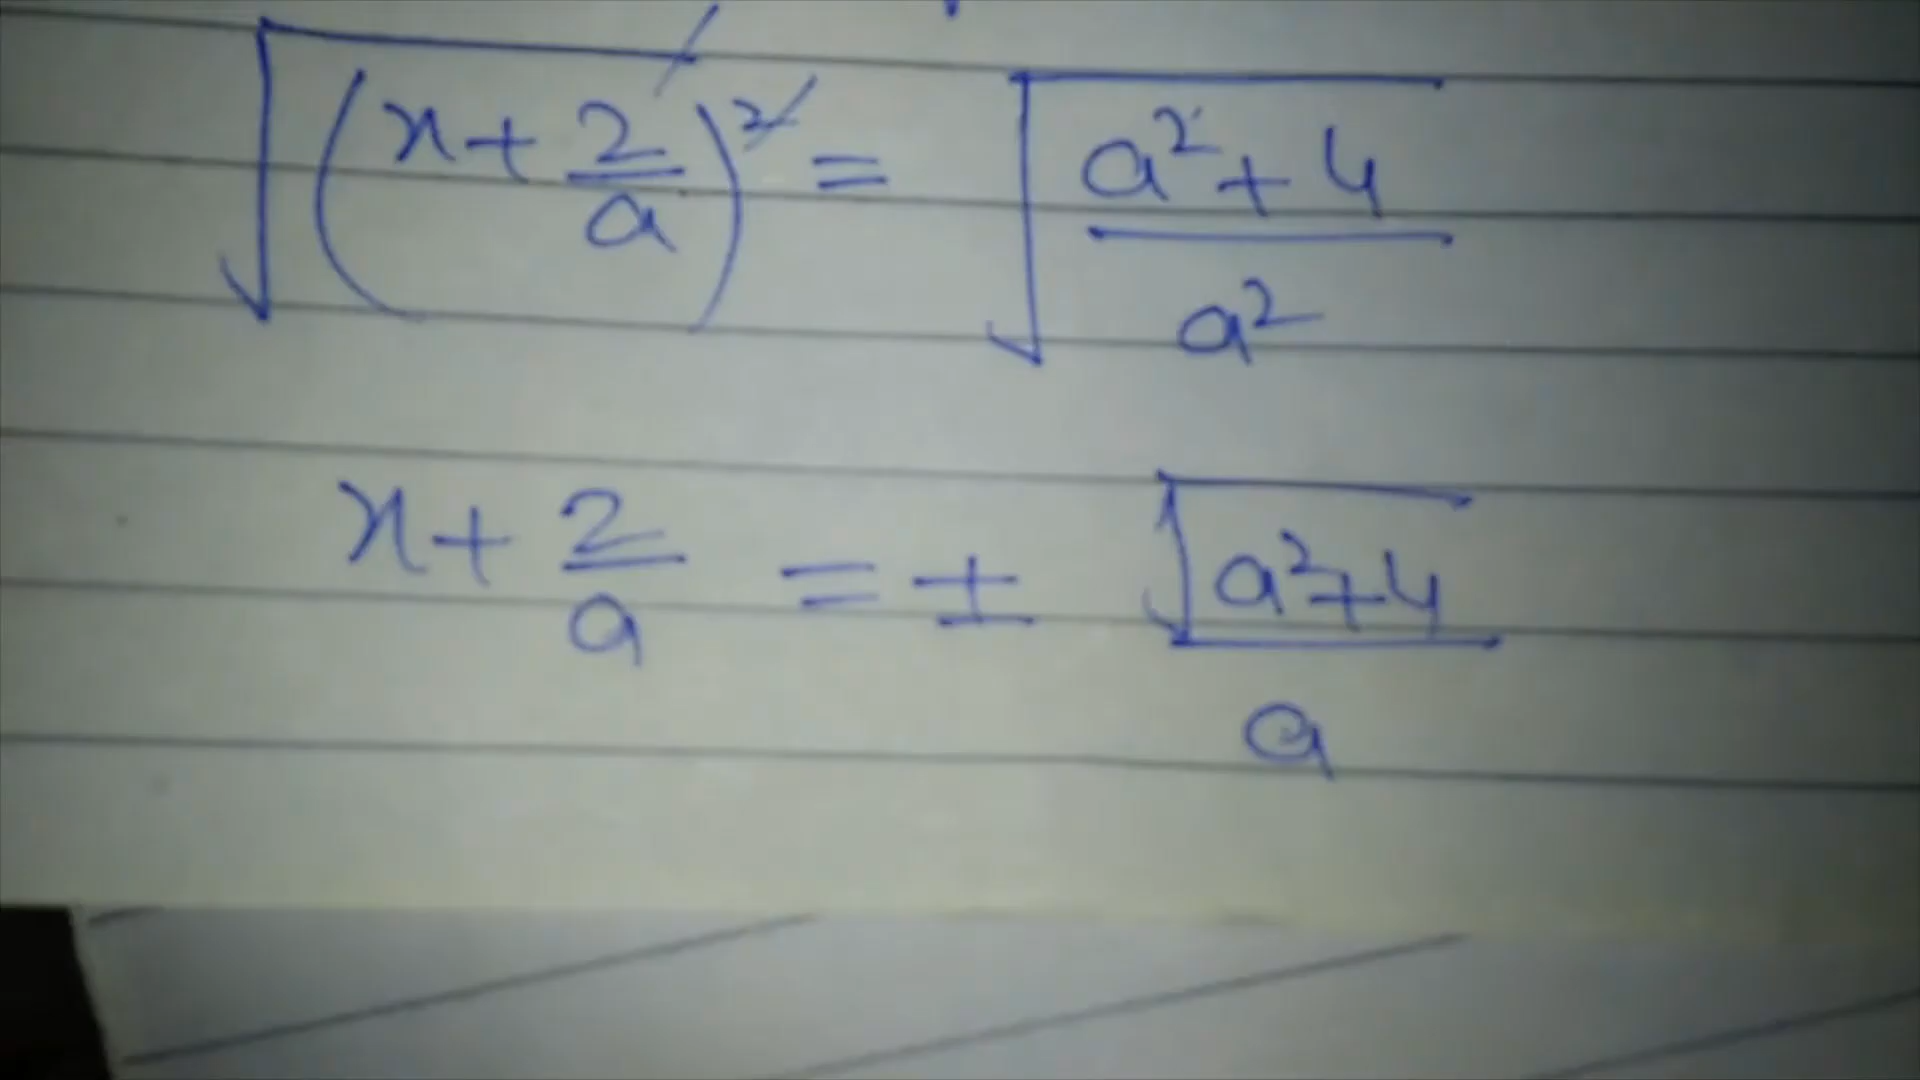 √(x + 2/a)² = √(a² + 4)/a²
x + 2/a = ± √(a² + 4)/a